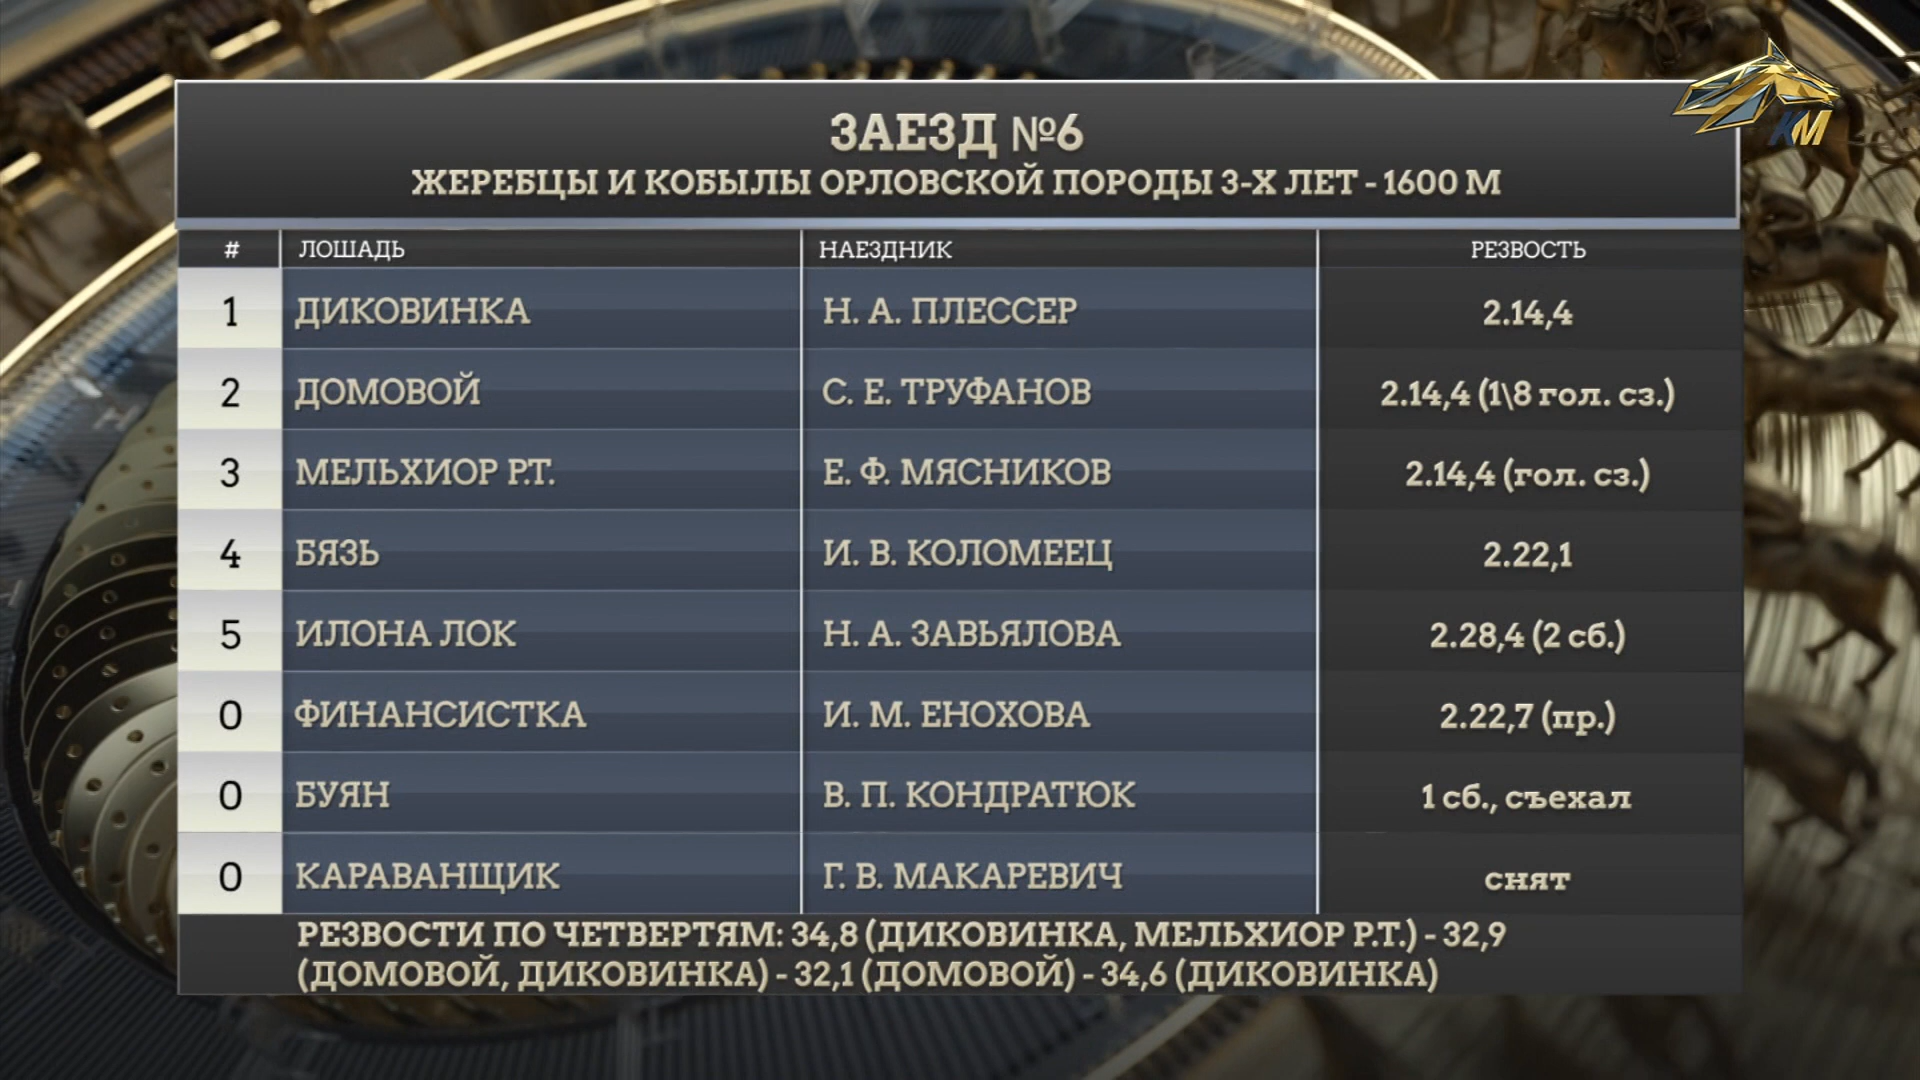 КМ
ЗАЕЗД №6
ЖЕРЕБЦЫ И КОБЫЛЫ ОРЛОВСКОЙ ПОРОДЫ 3-Х ЛЕТ - 1600 М
# ЛОШАДЬ НАЕЗДНИК РЕЗВОСТЬ
1 ДИКОВИНКА Н. А. ПЛЕССЕР 2.14,4
2 ДОМОВОЙ С. Е. ТРУФАНОВ 2.14,4 (1\8 гол. сз.)
3 МЕЛЬХИОР Р.Т. Е. Ф. МЯСНИКОВ 2.14,4 (гол. сз.)
4 БЯЗЬ И. В. КОЛОМЕЕЦ 2.22,1
5 ИЛОНА ЛОК Н. А. ЗАВЬЯЛОВА 2.28,4 (2 сб.)
0 ФИНАНСИСТКА И. М. ЕНОХОВА 2.22,7 (пр.)
0 БУЯН В. П. КОНДРАТЮК 1 сб., съехал
0 КАРАВАНЩИК Г. В. МАКАРЕВИЧ снят
РЕЗВОСТИ ПО ЧЕТВЕРТЯМ: 34,8 (ДИКОВИНКА, МЕЛЬХИОР Р.Т.) - 32,9
(ДОМОВОЙ, ДИКОВИНКА) - 32,1 (ДОМОВОЙ) - 34,6 (ДИКОВИНКА)